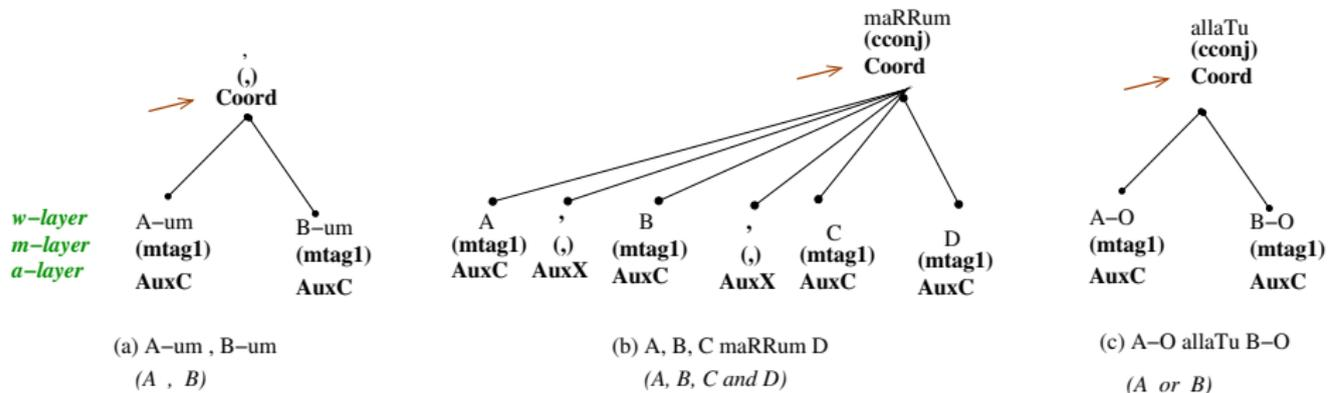 ,
(,)
Coord
w−layer
m−layer
a−layer
A−um
(mtag1)
AuxC
B−um
(mtag1)
AuxC
(a) A−um , B−um
(A , B)
maRRum
(cconj)
Coord
A
(mtag1)
AuxC
,
(,)
AuxX
B
(mtag1)
AuxC
,
(,)
AuxX
C
(mtag1)
AuxC
D
(mtag1)
AuxC
(b) A, B, C maRRum D
(A, B, C and D)
allaTu
(cconj)
Coord
A−O
(mtag1)
AuxC
B−O
(mtag1)
AuxC
(c) A−O allaTu B−O
(A or B)